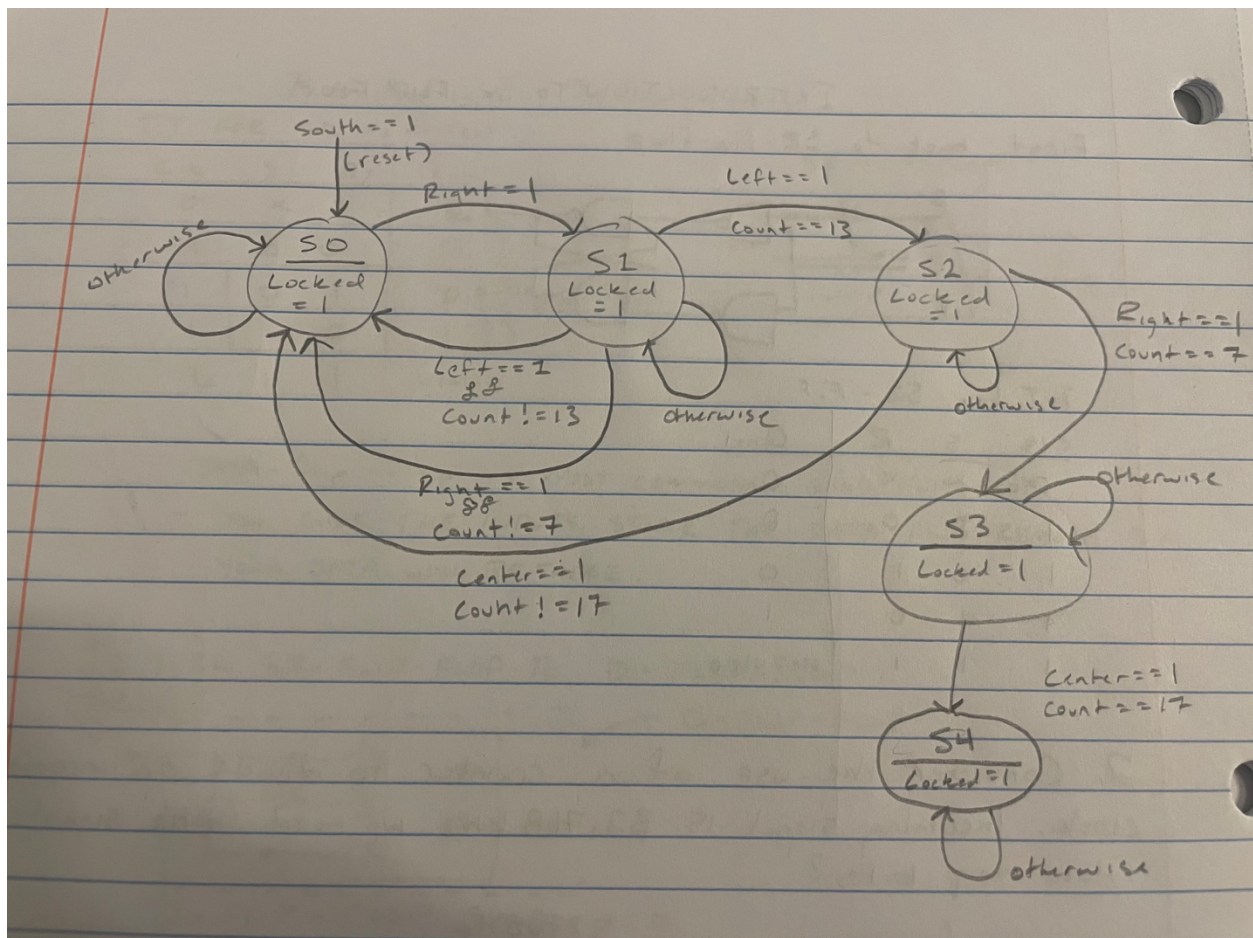 South==1
(reset)
Right=1
Left==1
Count==13
otherwise
S0
Locked
=1
S1
Locked
=1
S2
Locked
=1
Right==1
Count==7
Left==1
&&
Count!=13
otherwise
otherwise
Right==1
&&
Count!=7
otherwise
S3
Locked=1
Center==1
Count!=17
Center==1
Count==17
S4
Locked=1
otherwise